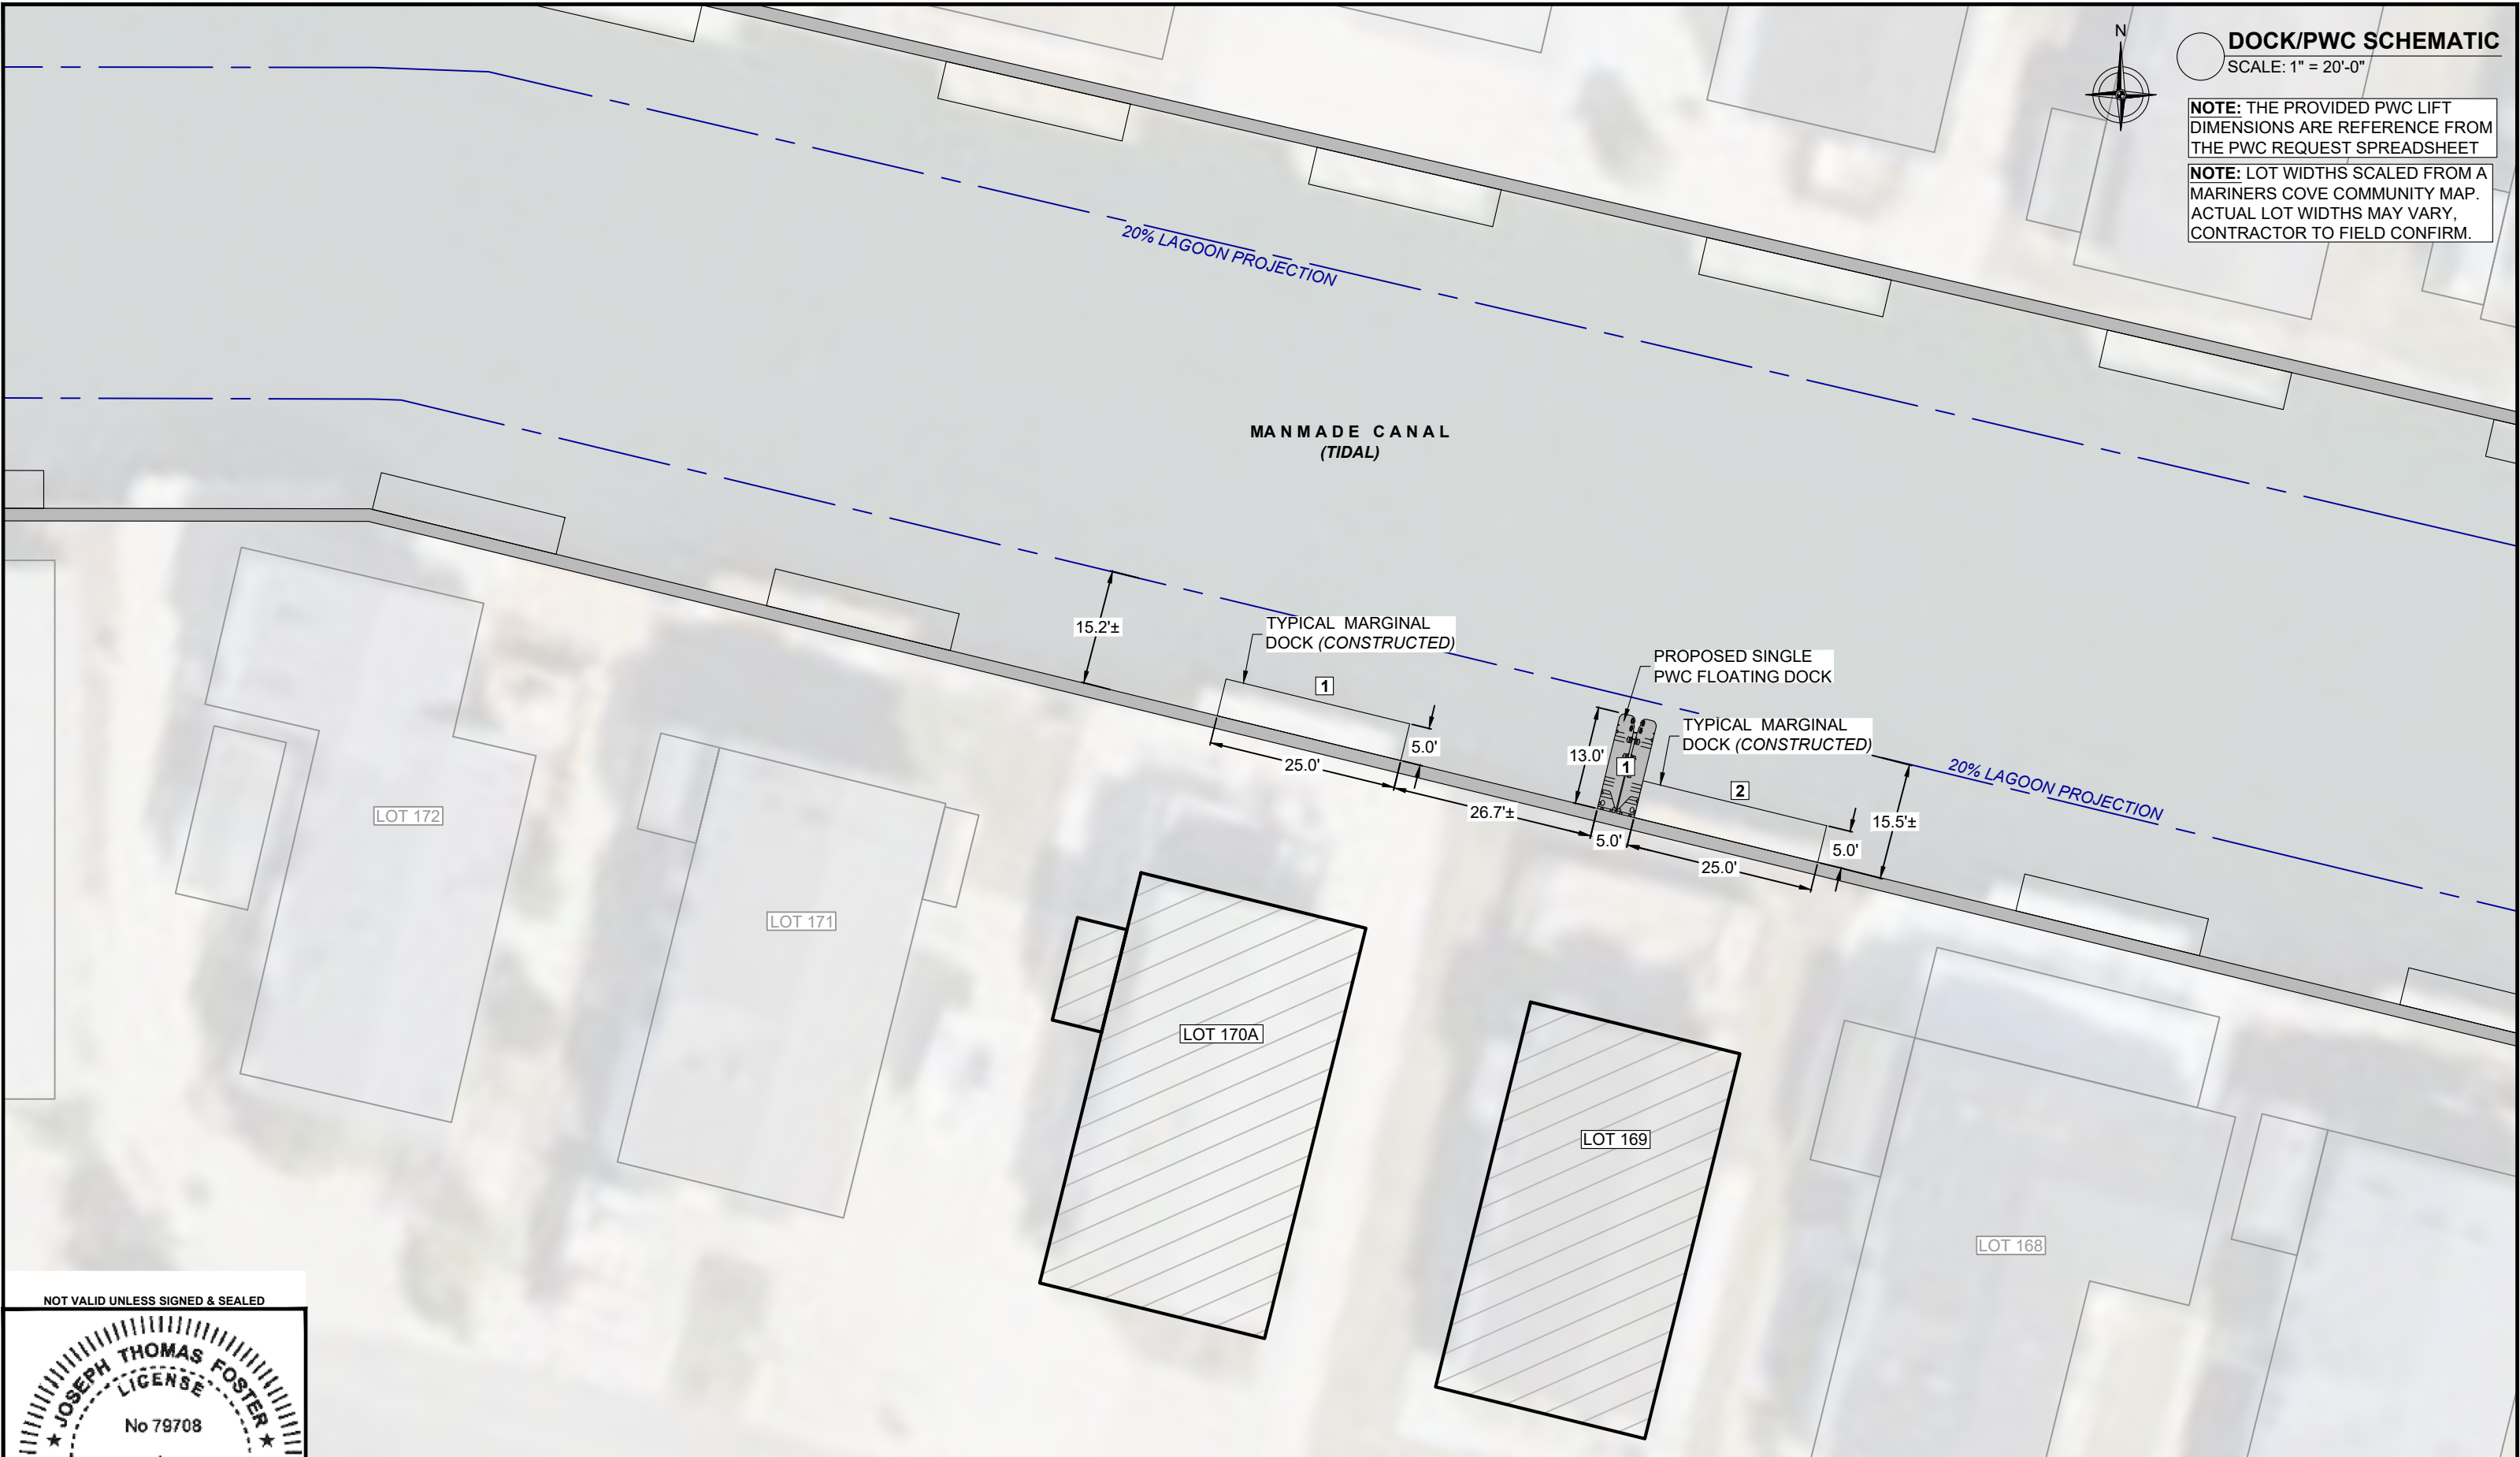 N
DOCK/PWC SCHEMATIC
SCALE: 1" = 20'-0"
NOTE: THE PROVIDED PWC LIFT
DIMENSIONS ARE REFERENCE FROM
THE PWC REQUEST SPREADSHEET
NOTE: LOT WIDTHS SCALED FROM A
MARINERS COVE COMMUNITY MAP.
ACTUAL LOT WIDTHS MAY VARY,
CONTRACTOR TO FIELD CONFIRM.
20% LAGOON PROJECTION
MANMADE CANAL
(TIDAL)
15.2'±
TYPICAL MARGINAL
DOCK (CONSTRUCTED)
1
5.0'
25.0'
26.7'±
PROPOSED SINGLE
PWC FLOATING DOCK
13.0'
1
5.0'
TYPICAL MARGINAL
DOCK (CONSTRUCTED)
2
25.0'
5.0'
15.5'±
20% LAGOON PROJECTION
LOT 172
LOT 171
LOT 170A
LOT 169
LOT 168
NOT VALID UNLESS SIGNED & SEALED
JOSEPH THOMAS FOSTER
LICENSE
No 79708